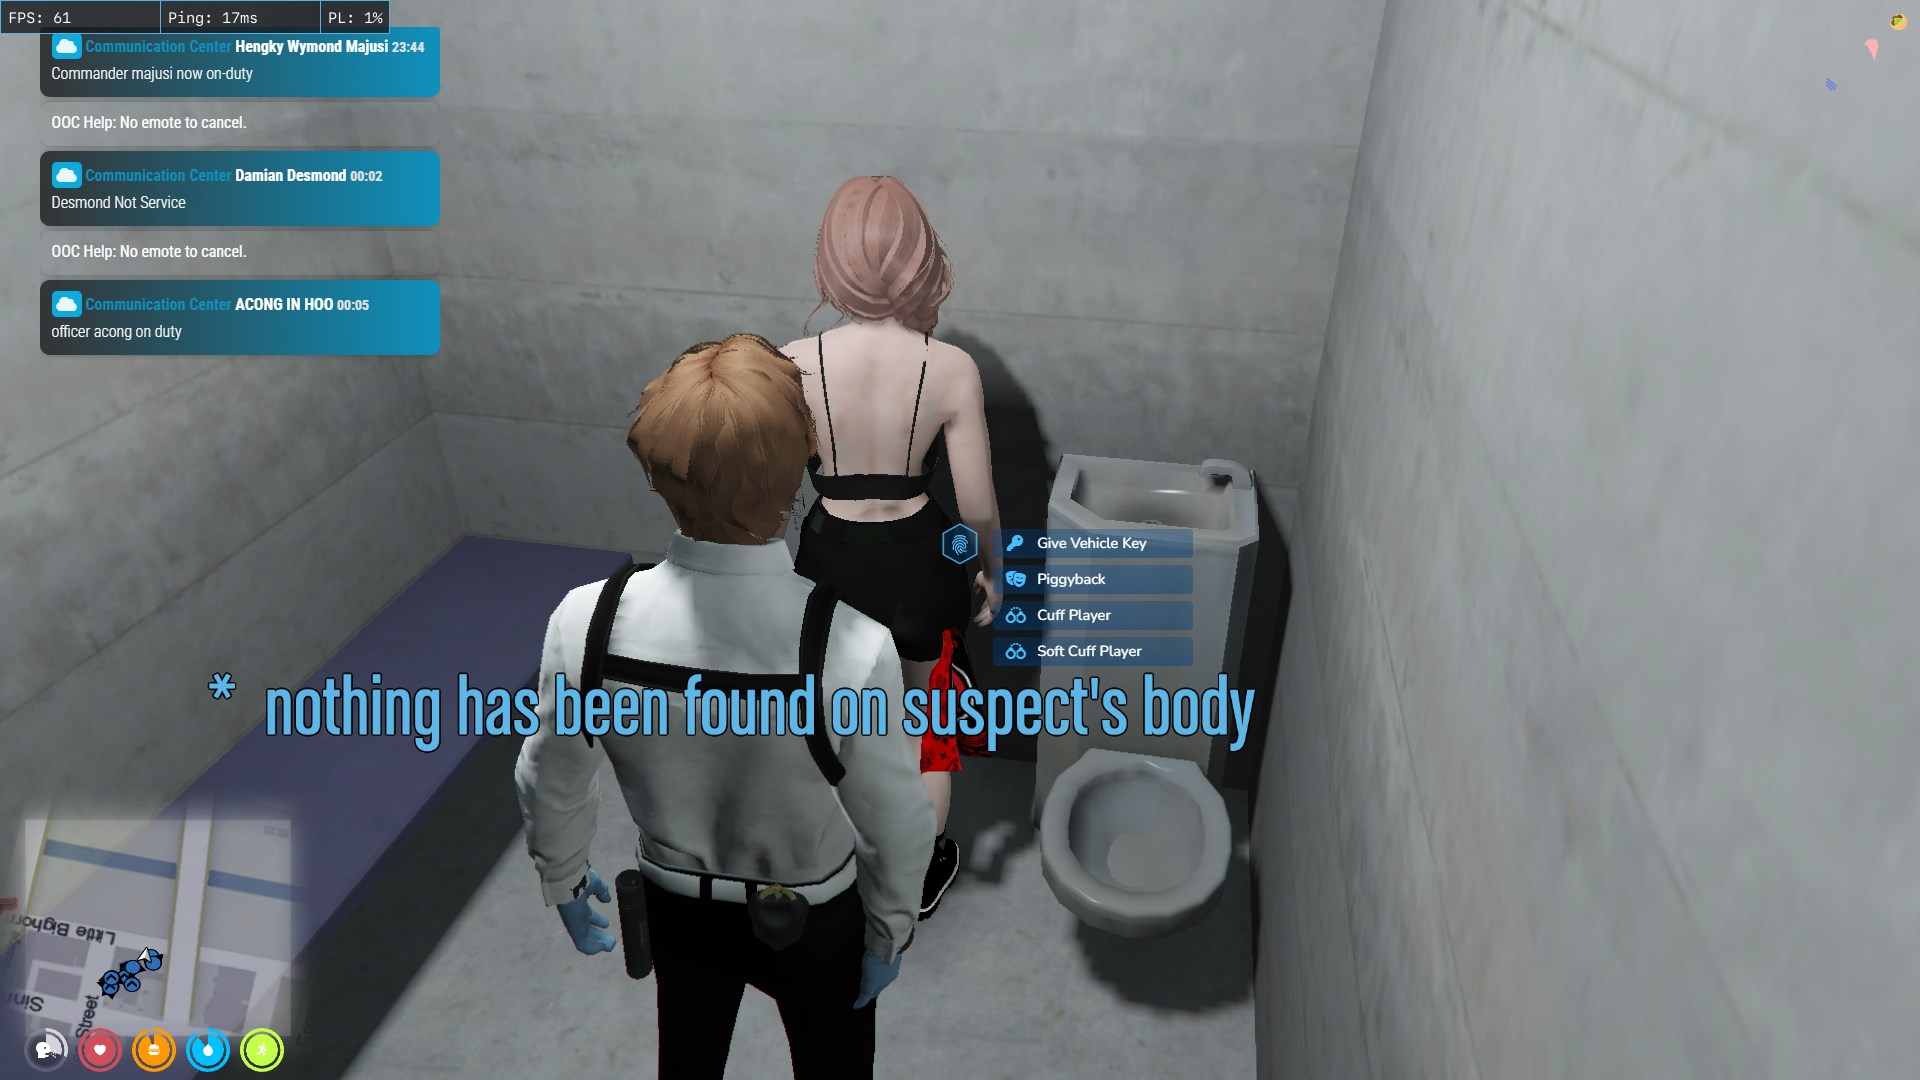 FPS: 61
Ping: 17ms
PL: 1%
Communication Center Hengky Wymond Majusi 23:44
Commander majusi now on-duty
OOC Help: No emote to cancel.
Communication Center Damian Desmond 00:02
Desmond Not Service
OOC Help: No emote to cancel.
Communication Center ACONG IN HOO 00:05
officer acong on duty
Give Vehicle Key
Piggyback
Cuff Player
Soft Cuff Player
* nothing has been found on suspect's body
Little Bighorn
Street